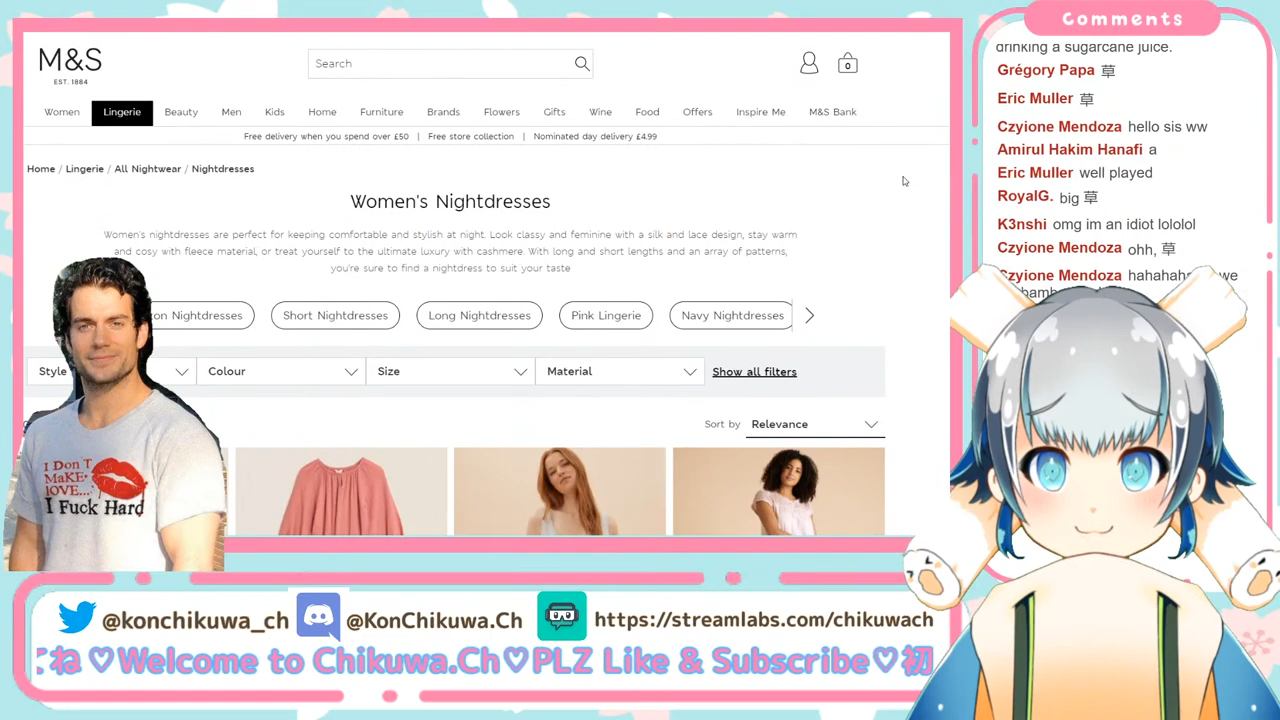 M&S
EST. 1884
Search
0
Women
Lingerie
Beauty
Men
Kids
Home
Furniture
Brands
Flowers
Gifts
Wine
Food
Offers
Inspire Me
M&S Bank
Free delivery when you spend over £50 | Free store collection | Nominated day delivery £4.99
Home / Lingerie / All Nightwear / Nightdresses
Women's Nightdresses
Women's nightdresses are perfect for keeping comfortable and stylish at night. Look classy and feminine with a silk and lace design, stay warm
and cosy with fleece material, or treat yourself to the ultimate luxury with cashmere. With long and short lengths and an array of patterns,
you're sure to find a nightdress to suit your taste
Nightdresses
Short Nightdresses
Long Nightdresses
Pink Lingerie
Navy Nightdresses
Style
Colour
Size
Material
Show all filters
Sort by Relevance
I DON'T
MAKE
LOVE...
I Fuck Hard
Comments
drinking a sugarcane juice.
Grégory Papa 草
Eric Muller 草
Czyione Mendoza hello sis ww
Amirul Hakim Hanafi a
Eric Muller well played
RoyalG. big 草
K3nshi omg im an idiot lololol
Czyione Mendoza ohh, 草
Czyione Mendoza
@konchikuwa_ch
@KonChikuwa.Ch
https://streamlabs.com/chikuwach
てね ♡Welcome to Chikuwa.Ch♡PLZ Like & Subscribe♡初